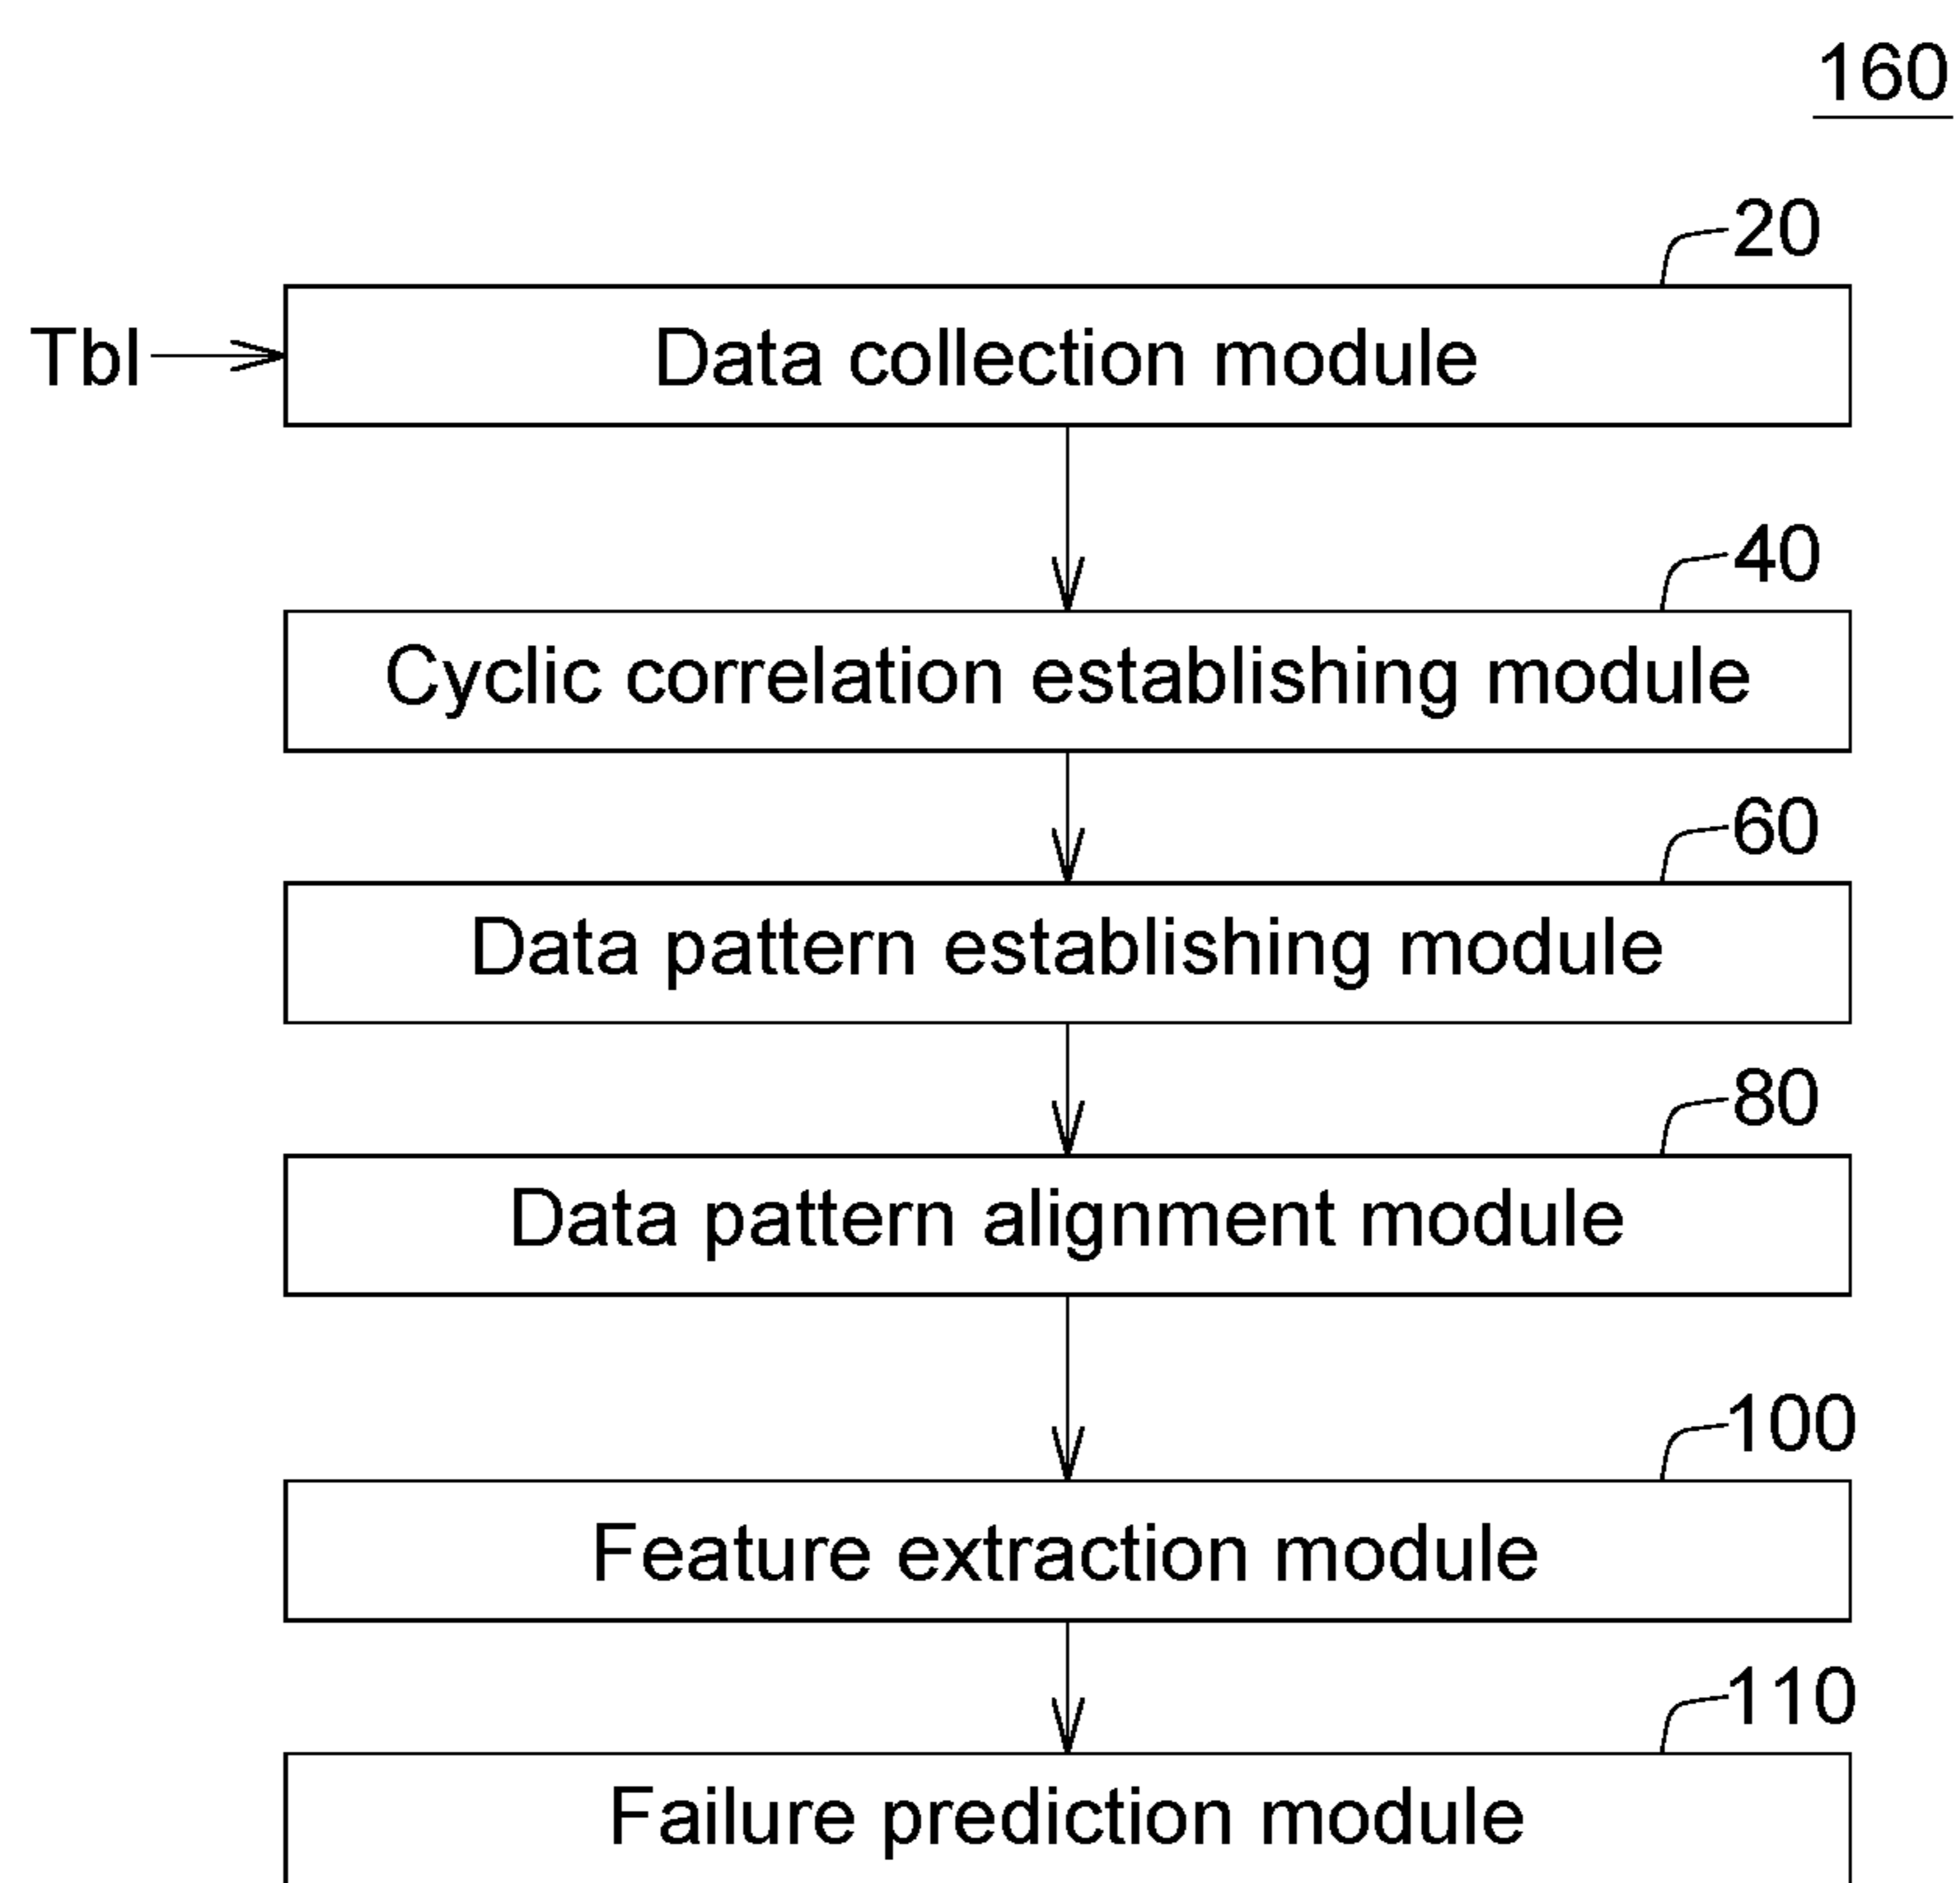 160
20
Tbl
Data collection module
40
Cyclic correlation establishing module
60
Data pattern establishing module
80
Data pattern alignment module
100
Feature extraction module
110
Failure prediction module